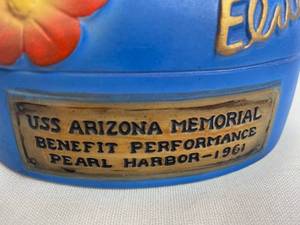 USS ARIZONA MEMORIAL
BENEFIT PERFORMANCE
PEARL HARBOR-1961